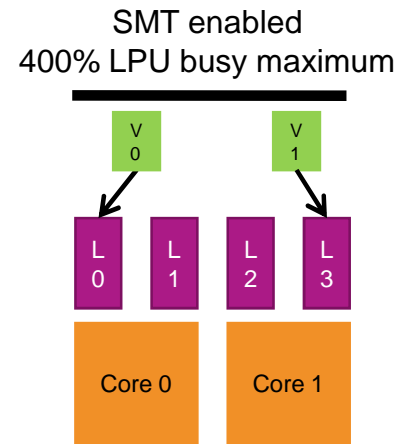 SMT enabled
400% LPU busy maximum
V
0
V
1
L
0
L
1
L
2
L
3
Core 0
Core 1